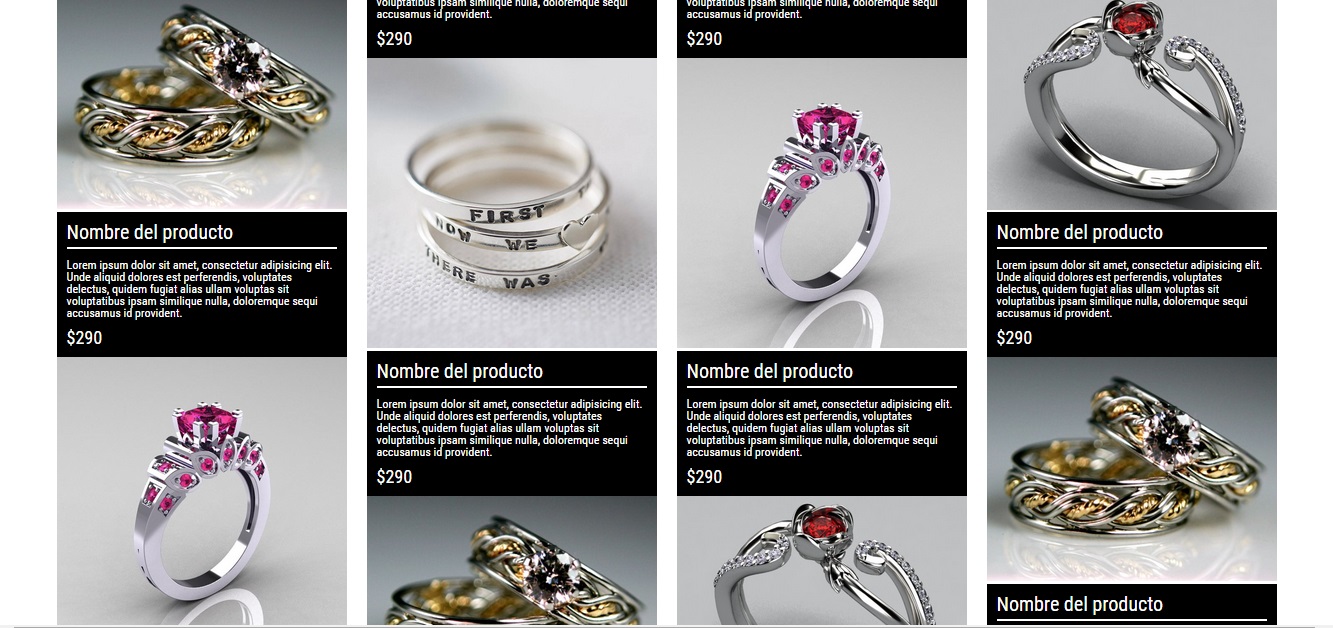 Nombre del producto
Lorem ipsum dolor sit amet, consectetur adipisicing elit.
Unde aliquid dolores est perferendis, voluptates
delectus, quidem fugiat alias ullam voluptas sit
voluptatibus ipsam similique nulla, doloremque sequi
accusamus id provident.
$290
voluptatibus ipsam similique nulla, doloremque sequi
accusamus id provident.
$290
FIRST
NOW WE
THERE WAS
Nombre del producto
Lorem ipsum dolor sit amet, consectetur adipisicing elit.
Unde aliquid dolores est perferendis, voluptates
delectus, quidem fugiat alias ullam voluptas sit
voluptatibus ipsam similique nulla, doloremque sequi
accusamus id provident.
$290
voluptatibus ipsam similique nulla, doloremque sequi
accusamus id provident.
$290
Nombre del producto
Lorem ipsum dolor sit amet, consectetur adipisicing elit.
Unde aliquid dolores est perferendis, voluptates
delectus, quidem fugiat alias ullam voluptas sit
voluptatibus ipsam similique nulla, doloremque sequi
accusamus id provident.
$290
Nombre del producto
Lorem ipsum dolor sit amet, consectetur adipisicing elit.
Unde aliquid dolores est perferendis, voluptates
delectus, quidem fugiat alias ullam voluptas sit
voluptatibus ipsam similique nulla, doloremque sequi
accusamus id provident.
$290
Nombre del producto